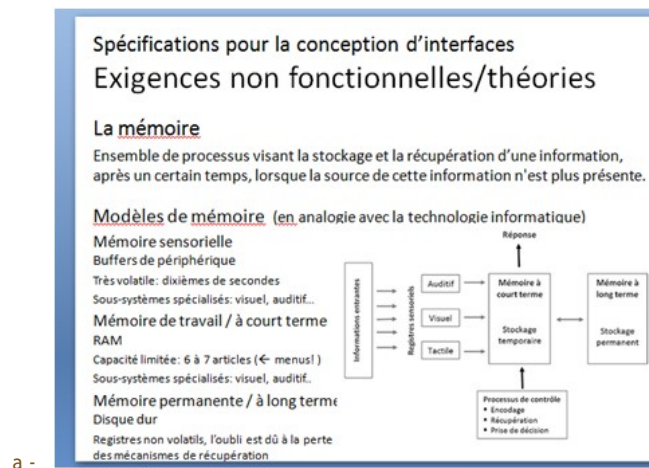 Spécifications pour la conception d'interfaces
Exigences non fonctionnelles/théories
La mémoire
Ensemble de processus visant la stockage et la récupération d'une information,
après un certain temps, lorsque la source de cette information n'est plus présente.
Modèles de mémoire (en analogie avec la technologie informatique)
Mémoire sensorielle
Buffers de périphérique
Très volatile: dixièmes de secondes
Sous-systèmes spécialisés: visuel, auditif...
Mémoire de travail / à court terme
RAM
Capacité limitée: 6 à 7 articles (← menus! )
Sous-systèmes spécialisés: visuel, auditif..
Mémoire permanente / à long terme
Disque dur
Registres non volatils, l'oubli est dû à la perte
des mécanismes de récupération
Réponse
Informations entrantes
Registres sensoriels
Auditif
Visuel
Tactile
Mémoire à
court terme
Stockage
temporaire
Mémoire à
long terme
Stockage
permanent
Processus de contrôle
▪ Encodage
▪ Récupération
▪ Prise de décision
a -